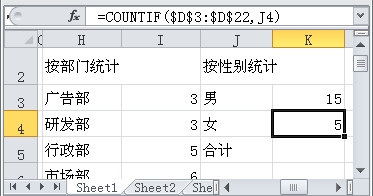 fx =COUNTIF($D$3:$D$22,J4)
C H I J K
2 按部门统计 按性别统计
3 广告部 3 男 15
4 研发部 3 女 5
5 行政部 5 合计
6 市场部 6
Sheet1 Sheet2 She